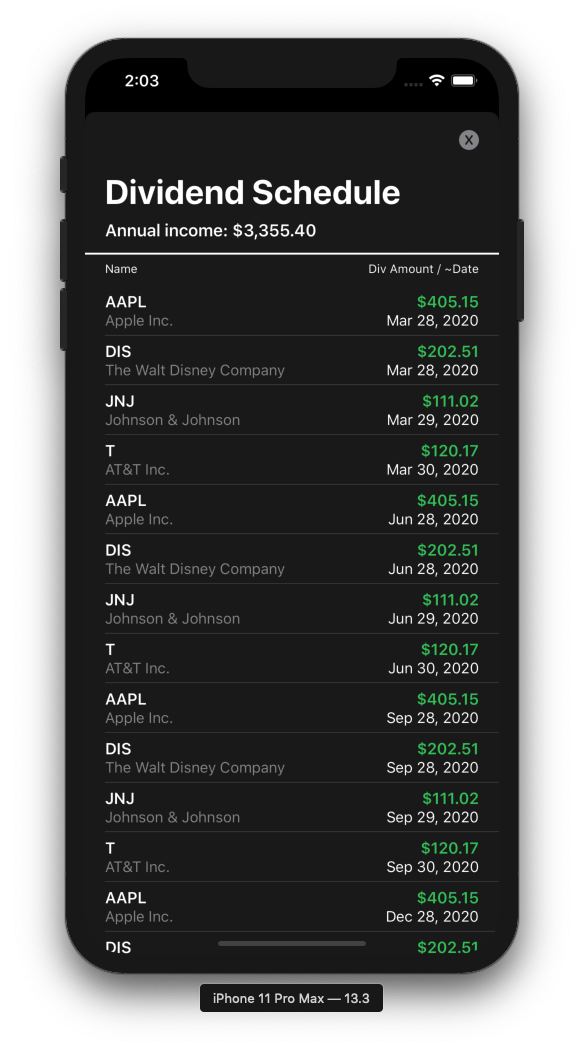 2:03
X
Dividend Schedule
Annual income: $3,355.40
Name Div Amount / ~Date
AAPL $405.15
Apple Inc. Mar 28, 2020
DIS $202.51
The Walt Disney Company Mar 28, 2020
JNJ $111.02
Johnson & Johnson Mar 29, 2020
T $120.17
AT&T Inc. Mar 30, 2020
AAPL $405.15
Apple Inc. Jun 28, 2020
DIS $202.51
The Walt Disney Company Jun 28, 2020
JNJ $111.02
Johnson & Johnson Jun 29, 2020
T $120.17
AT&T Inc. Jun 30, 2020
AAPL $405.15
Apple Inc. Sep 28, 2020
DIS $202.51
The Walt Disney Company Sep 28, 2020
JNJ $111.02
Johnson & Johnson Sep 29, 2020
T $120.17
AT&T Inc. Sep 30, 2020
AAPL $405.15
Apple Inc. Dec 28, 2020
DIS $202.51
iPhone 11 Pro Max — 13.3